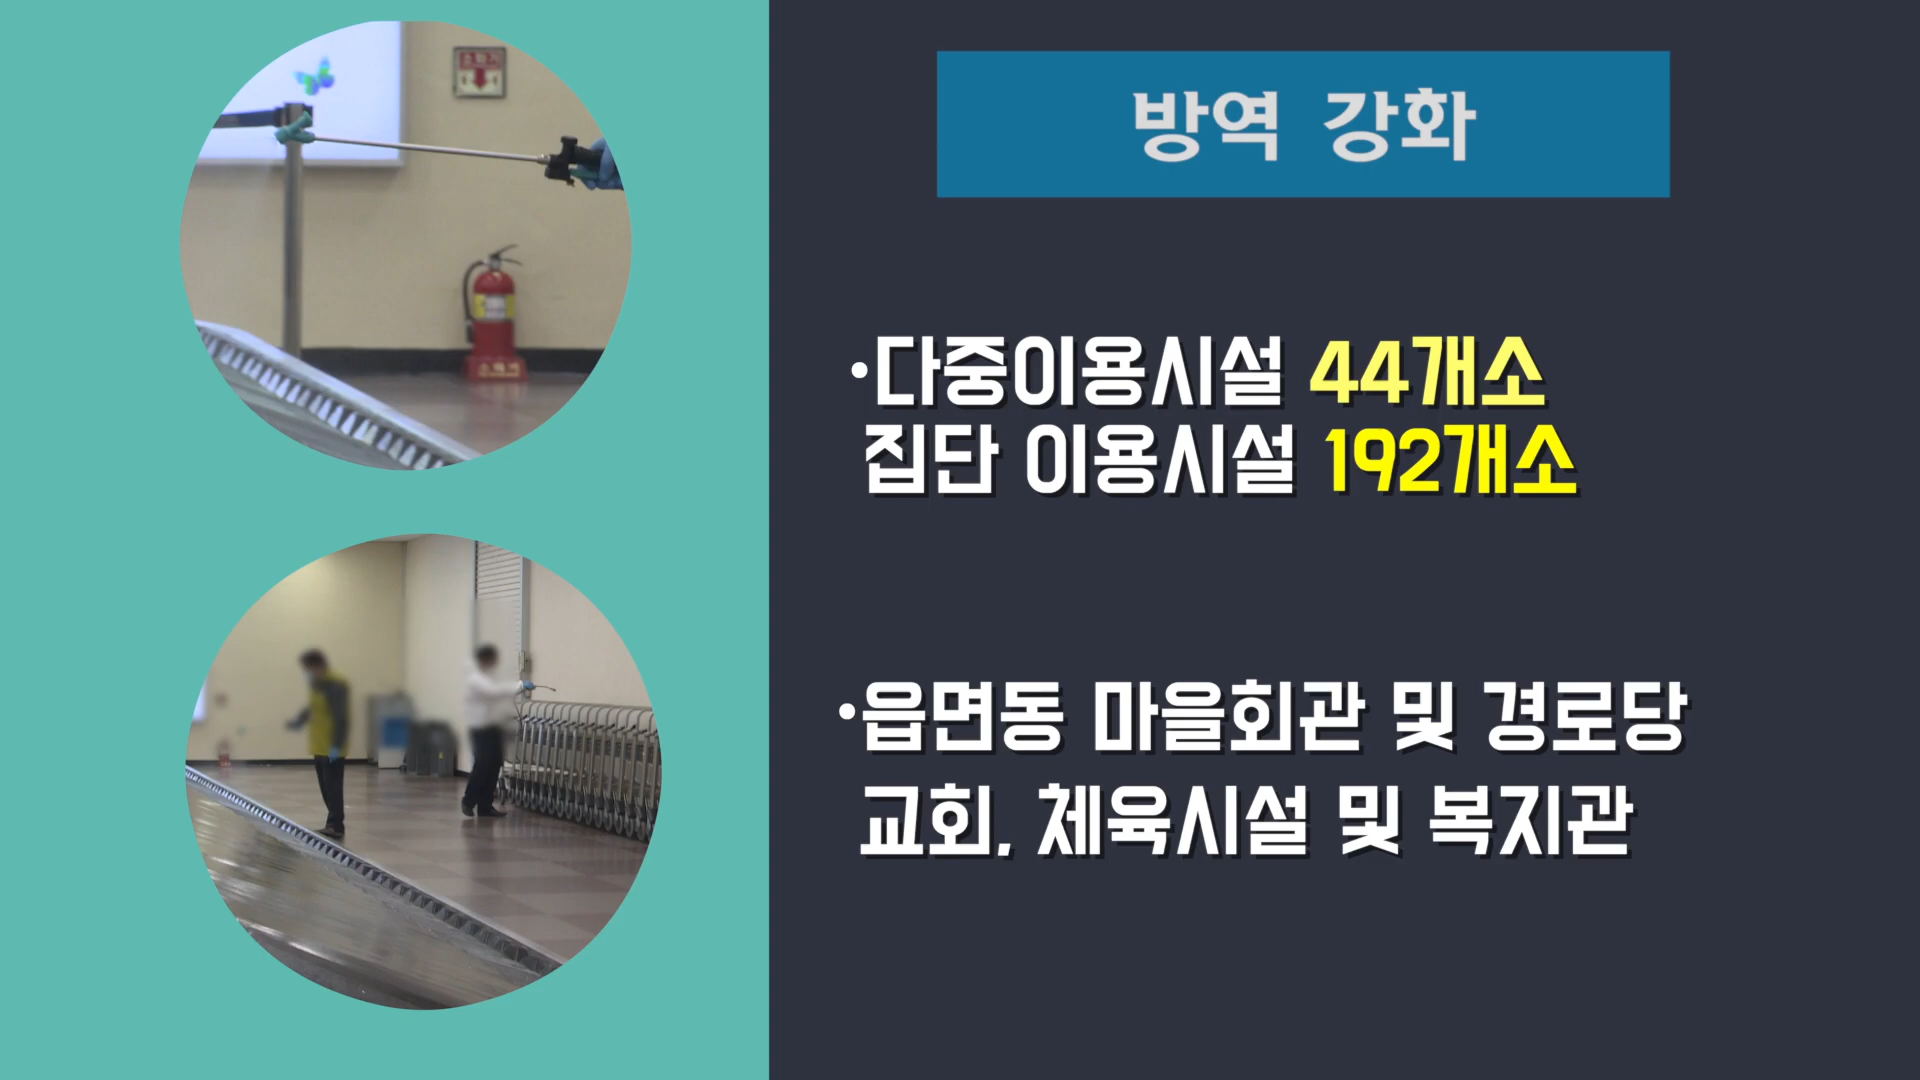 방역 강화
·다중이용시설 44개소
집단 이용시설 192개소
·읍면동 마을회관 및 경로당
교회, 체육시설 및 복지관